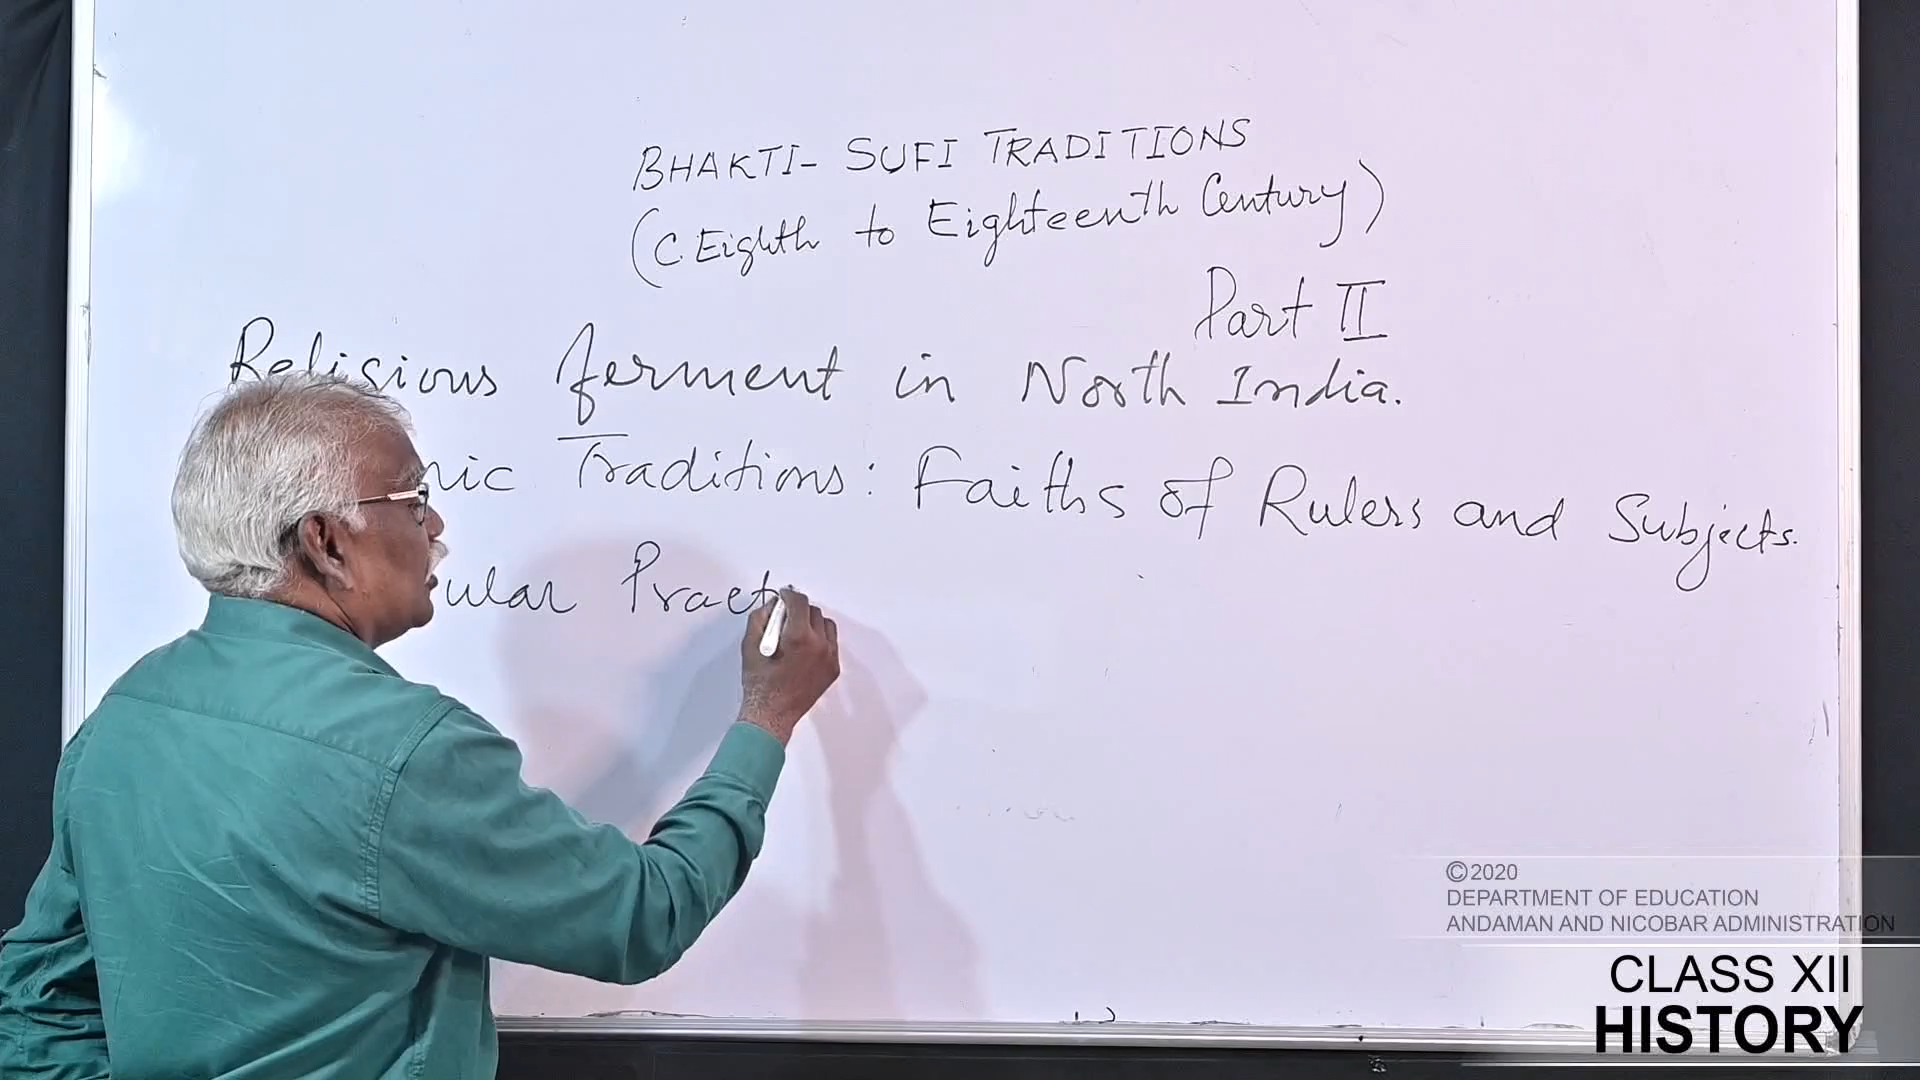 BHAKTI- SUFI TRADITIONS
(C. Eighth to Eighteenth Century)
Part II
Religious ferment in North India.
Traditions: Faiths of Rulers and Subjects.
©2020
DEPARTMENT OF EDUCATION
ANDAMAN AND NICOBAR ADMINISTRATION
CLASS XII
HISTORY